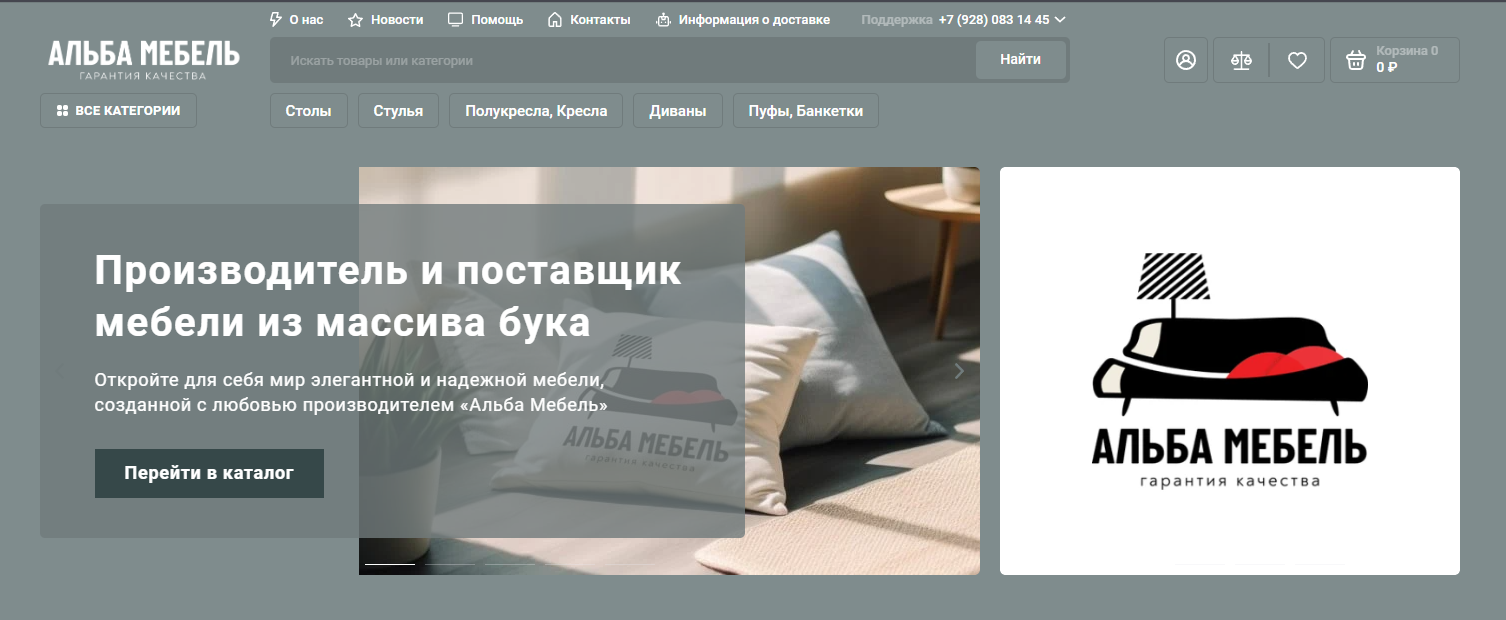 О нас
Новости
Помощь
Контакты
Информация о доставке
Поддержка +7 (928) 083 14 45
АЛЬБА МЕБЕЛЬ
ГАРАНТИЯ КАЧЕСТВА
Искать товары или категории
Найти
Корзина 0
0 ₽
ВСЕ КАТЕГОРИИ
Столы
Стулья
Полукресла, Кресла
Диваны
Пуфы, Банкетки
Производитель и поставщик
мебели из массива бука
Откройте для себя мир элегантной и надежной мебели,
созданной с любовью производителем «Альба Мебель»
Перейти в каталог
АЛЬБА МЕБЕЛЬ
гарантия качества
АЛЬБА МЕБЕЛЬ
гарантия качества